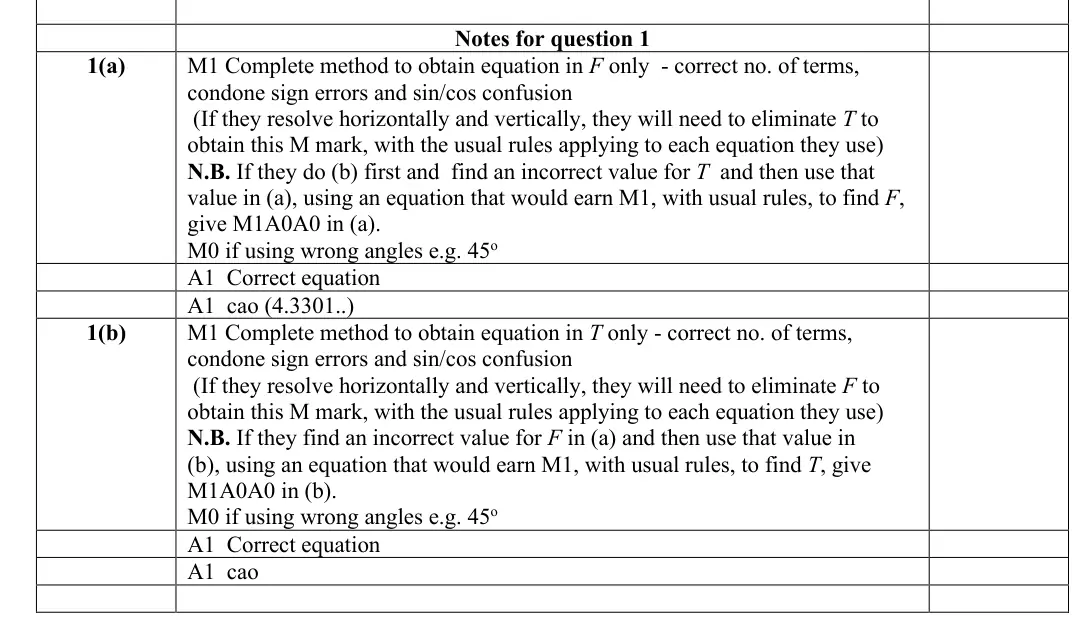 Notes for question 1
1(a)
M1 Complete method to obtain equation in F only - correct no. of terms,
condone sign errors and sin/cos confusion
(If they resolve horizontally and vertically, they will need to eliminate T to
obtain this M mark, with the usual rules applying to each equation they use)
N.B. If they do (b) first and find an incorrect value for T and then use that
value in (a), using an equation that would earn M1, with usual rules, to find F,
give M1A0A0 in (a).
M0 if using wrong angles e.g. 45º
A1 Correct equation
A1 cao (4.3301..)
1(b)
M1 Complete method to obtain equation in T only - correct no. of terms,
condone sign errors and sin/cos confusion
(If they resolve horizontally and vertically, they will need to eliminate F to
obtain this M mark, with the usual rules applying to each equation they use)
N.B. If they find an incorrect value for F in (a) and then use that value in
(b), using an equation that would earn M1, with usual rules, to find T, give
M1A0A0 in (b).
M0 if using wrong angles e.g. 45º
A1 Correct equation
A1 cao